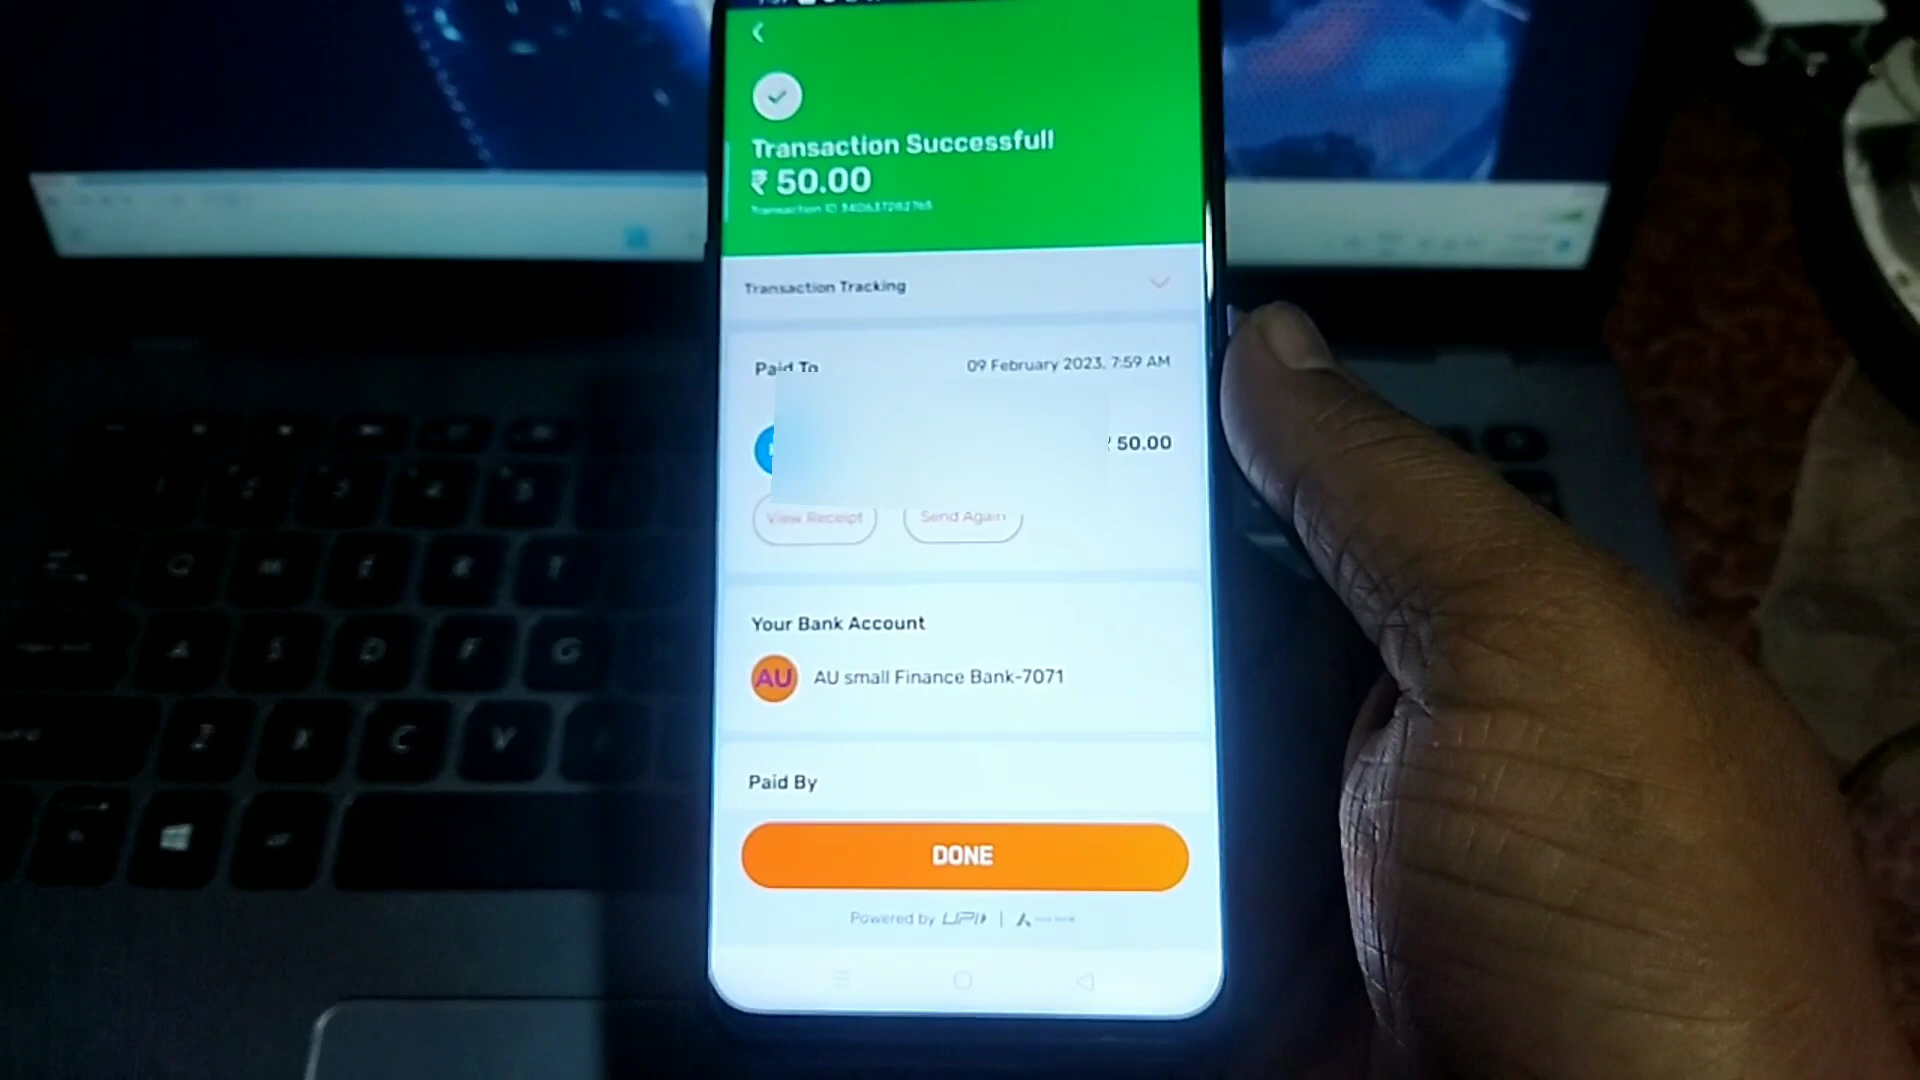 Transaction Successfull
₹ 50.00
Transaction ID
Transaction Tracking
Paid To
09 February 2023, 7:59 AM
50.00
View Receipt
Send Again
Your Bank Account
AU
AU small Finance Bank-7071
Paid By
DONE
Powered by UPI
Q
E
R
T
A
S
D
F
G
Z
X
C
V